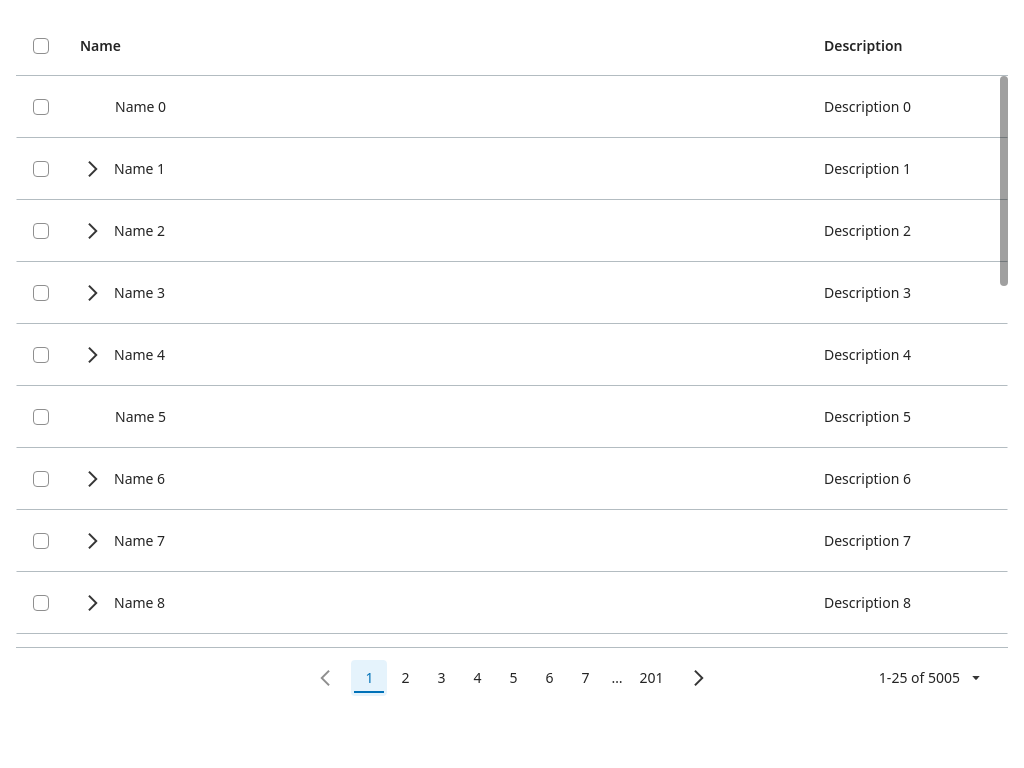 Name Description
Name 0 Description 0
Name 1 Description 1
Name 2 Description 2
Name 3 Description 3
Name 4 Description 4
Name 5 Description 5
Name 6 Description 6
Name 7 Description 7
Name 8 Description 8
1 2 3 4 5 6 7 ... 201 1-25 of 5005